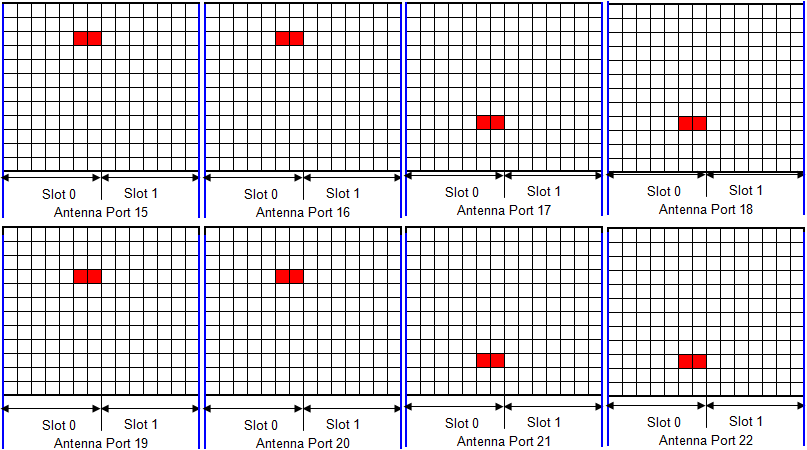 Slot 0 Slot 1
Antenna Port 15
Slot 0 Slot 1
Antenna Port 16
Slot 0 Slot 1
Antenna Port 17
Slot 0 Slot 1
Antenna Port 18
Slot 0 Slot 1
Antenna Port 19
Slot 0 Slot 1
Antenna Port 20
Slot 0 Slot 1
Antenna Port 21
Slot 0 Slot 1
Antenna Port 22